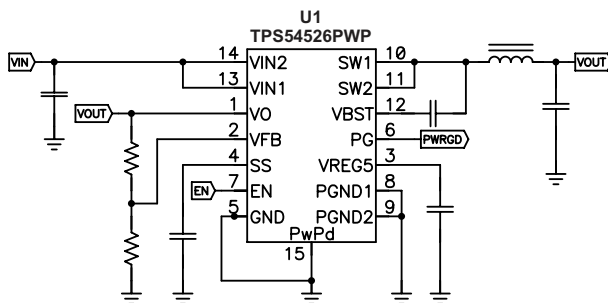 U1
TPS54526PWP
VIN
14 VIN2 SW1 10
VOUT
13 VIN1 SW2 11
VOUT 1 VO VBST 12
2 VFB PG 6 PWRGD
4 SS VREG5 3
EN 7 EN PGND1 8
5 GND PGND2 9
PwPd
15